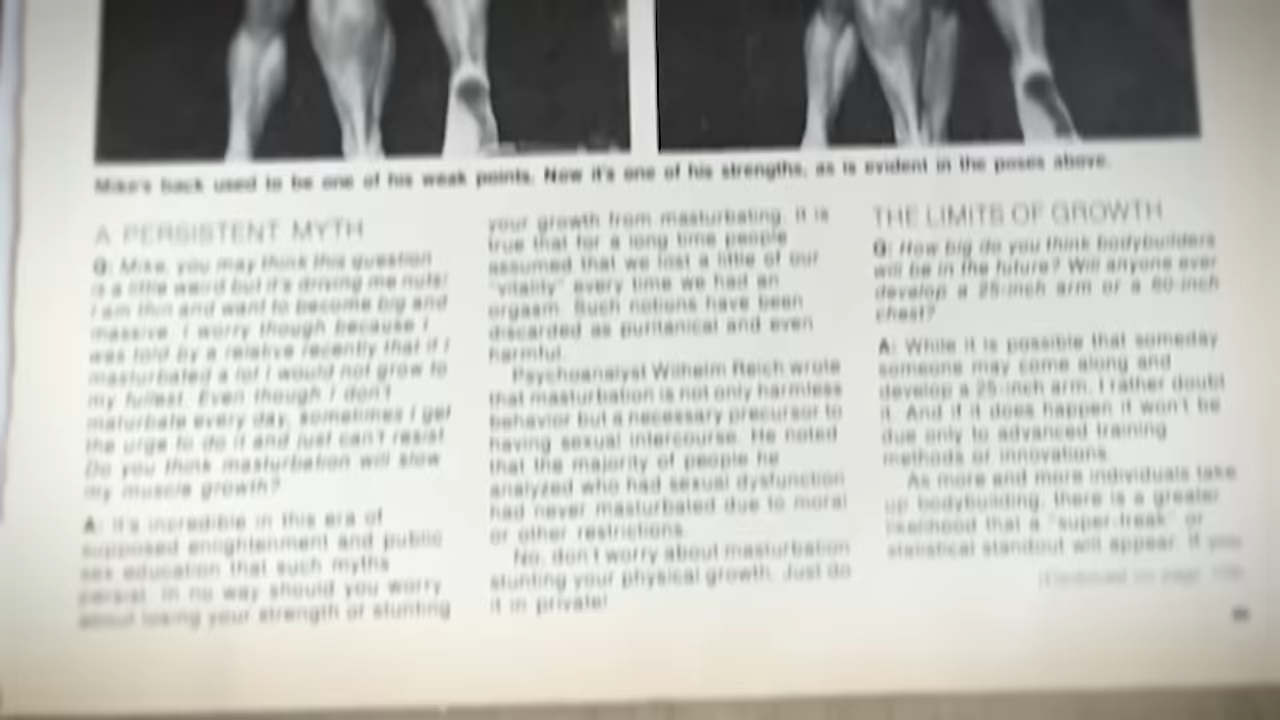 Mike's back used to be one of his weak points. Now it's one of his strengths, as is evident in the poses above.
A PERSISTENT MYTH
Q: Mike, you may think this question
is a little weird but it's driving me nuts!
I am thin and want to become big and
massive. I worry though because I
was told by a relative recently that if I
masturbated a lot I would not grow to
my fullest. Even though I don't
maturbate every day, sometimes I get
the urge to do it and just can't resist.
Do you think masturbation will slow
my muscle growth?
A: It's incredible in this era of
supposed enlightenment and public
sex education that such myths
persist. In no way should you worry
about losing your strength or stunting
your growth from masturbating. It is
true that for a long time people
assumed that we lost a little of our
"vitality" every time we had an
orgasm. Such notions have been
discarded as puritanical and even
harmful.
Psychoanalyst Wilhelm Reich wrote
that masturbation is not only harmless
behavior but a necessary precursor to
having sexual intercourse. He noted
that the majority of people he
analyzed who had sexual dysfunction
had never masturbated due to moral
or other restrictions.
No, don't worry about masturbation
stunting your physical growth. Just do
it in private!
THE LIMITS OF GROWTH
Q: How big do you think bodybuilders
will be in the future? Will anyone ever
develop a 25-inch arm or a 60-inch
chest?
A: While it is possible that someday
someone may come along and
develop a 25-inch arm, I rather doubt
it. And if it does happen it won't be
due only to advanced training
methods or innovations.
As more and more individuals take
up bodybuilding, there is a greater
likelihood that a "super-freak" or
statistical standout will appear. If you
(Continued on page